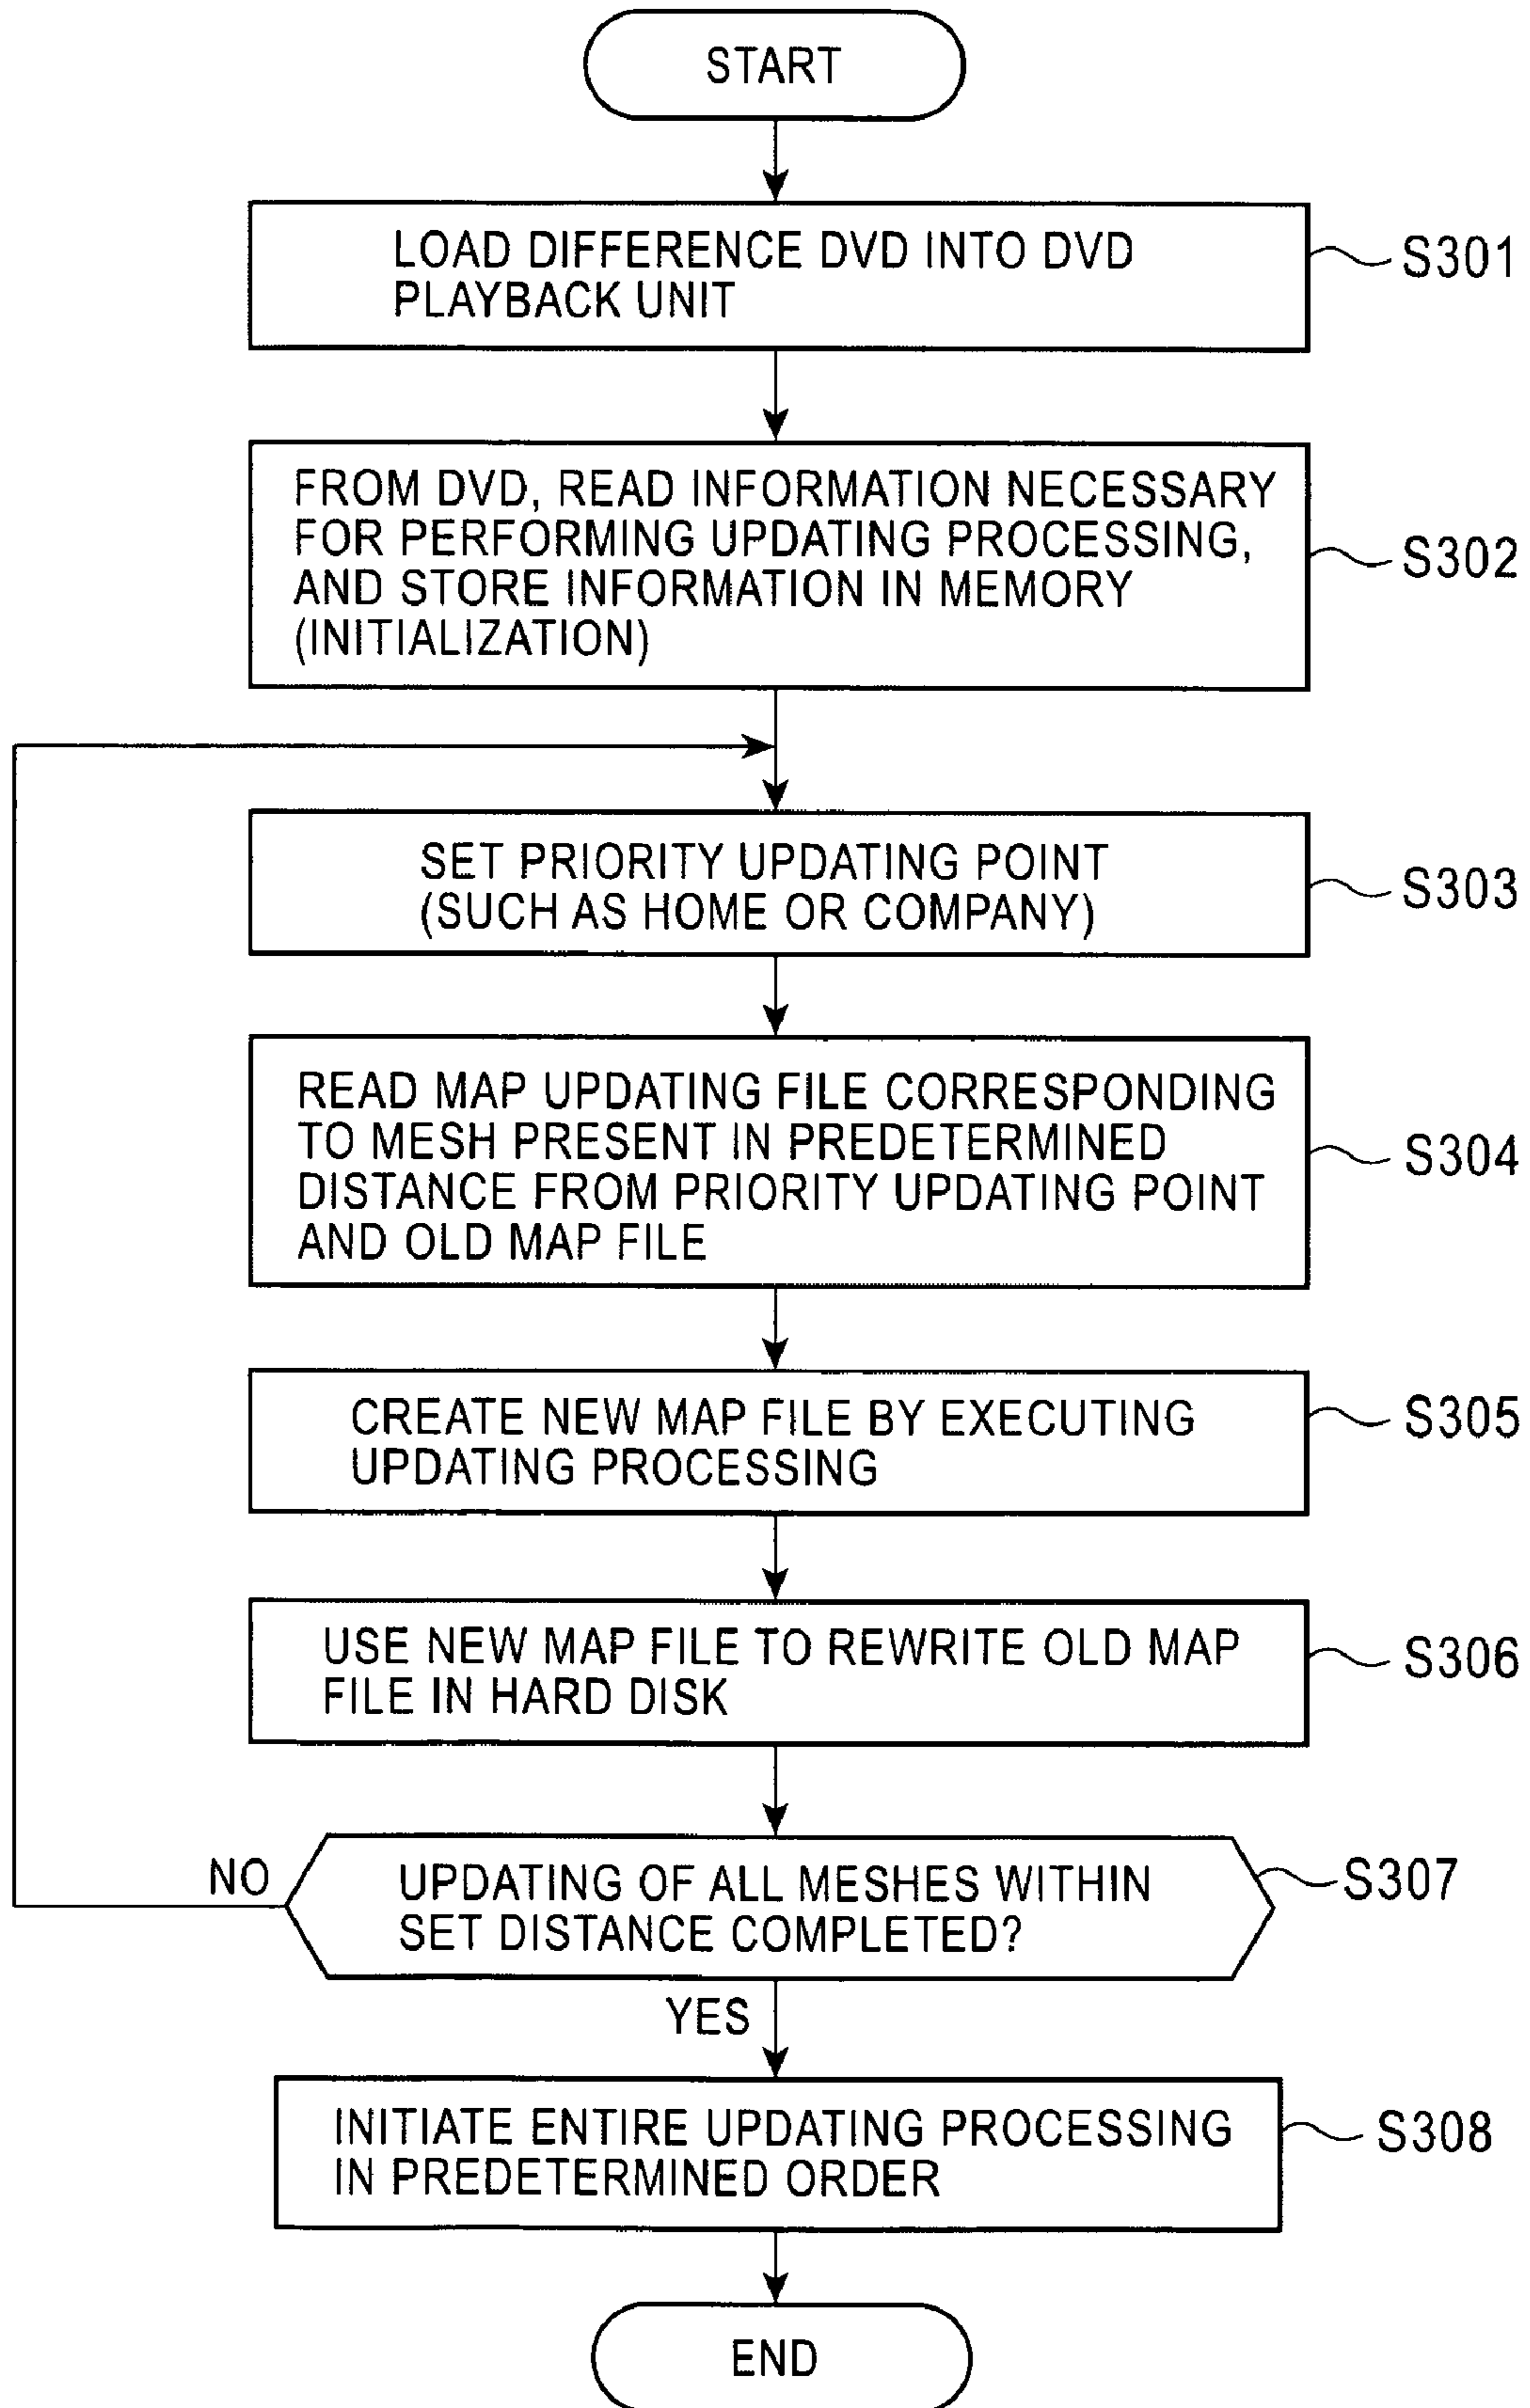 START
LOAD DIFFERENCE DVD INTO DVD
PLAYBACK UNIT
S301
FROM DVD, READ INFORMATION NECESSARY
FOR PERFORMING UPDATING PROCESSING,
AND STORE INFORMATION IN MEMORY
(INITIALIZATION)
S302
SET PRIORITY UPDATING POINT
(SUCH AS HOME OR COMPANY)
S303
READ MAP UPDATING FILE CORRESPONDING
TO MESH PRESENT IN PREDETERMINED
DISTANCE FROM PRIORITY UPDATING POINT
AND OLD MAP FILE
S304
CREATE NEW MAP FILE BY EXECUTING
UPDATING PROCESSING
S305
USE NEW MAP FILE TO REWRITE OLD MAP
FILE IN HARD DISK
S306
NO
UPDATING OF ALL MESHES WITHIN
SET DISTANCE COMPLETED?
S307
YES
INITIATE ENTIRE UPDATING PROCESSING
IN PREDETERMINED ORDER
S308
END